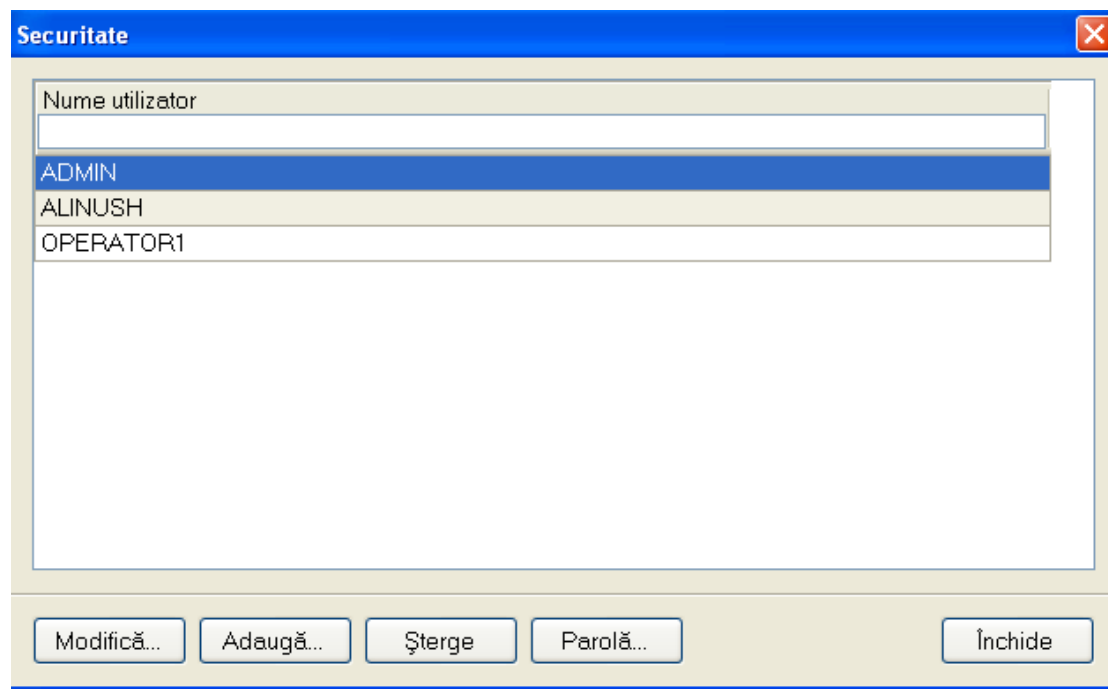 Securitate
Nume utilizator
ADMIN
ALINUSH
OPERATOR1
Modifică... Adaugă... Şterge Parolă... Închide